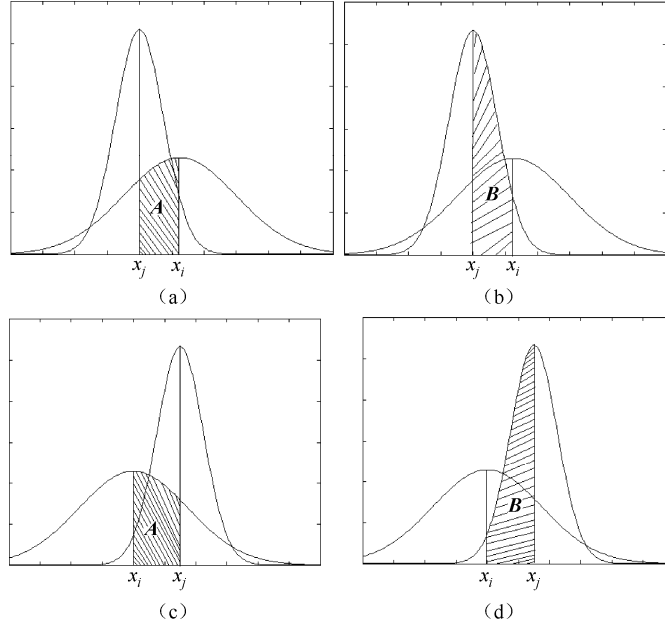 A
B
x_j x_i
x_j x_i
（a）
（b）
A
B
x_i x_j
x_i x_j
（c）
（d）